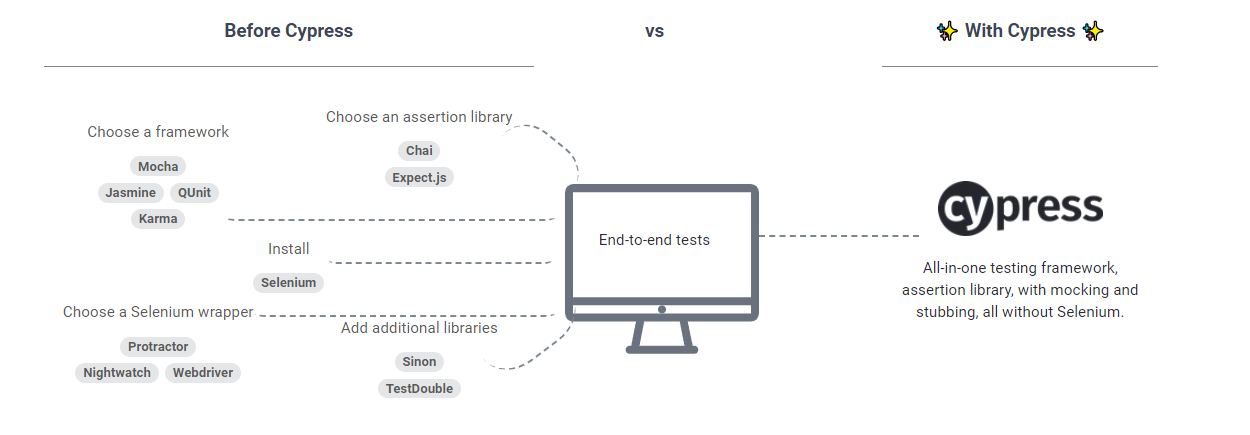 Before Cypress
vs
With Cypress
Choose a framework
Mocha
Jasmine QUnit
Karma
Choose an assertion library
Chai
Expect.js
Install
Selenium
Choose a Selenium wrapper
Protractor
Nightwatch Webdriver
Add additional libraries
Sinon
TestDouble
End-to-end tests
cypress
All-in-one testing framework,
assertion library, with mocking and
stubbing, all without Selenium.